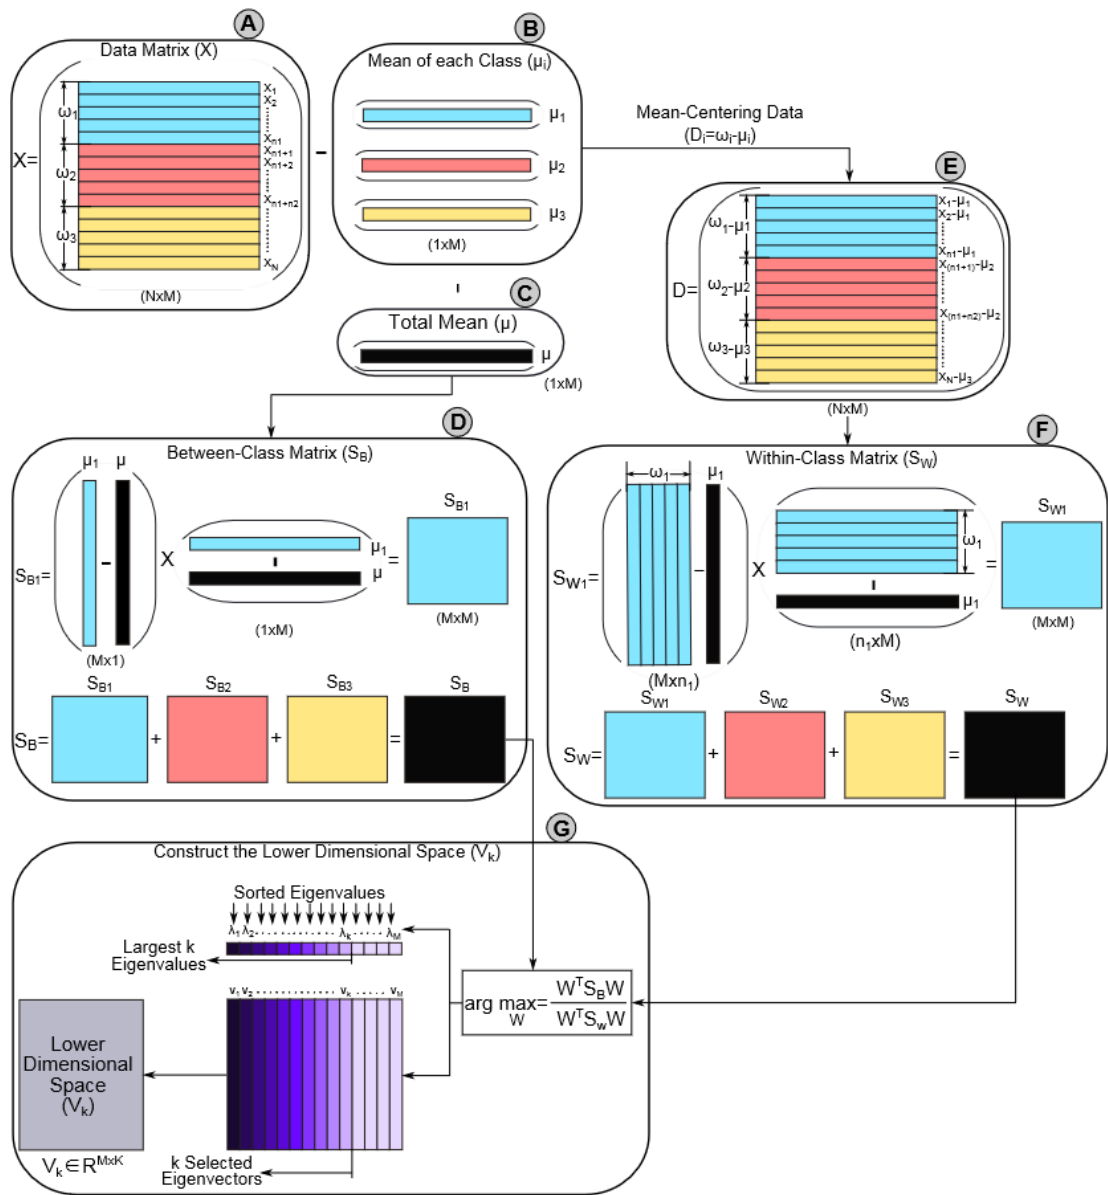 A
Data Matrix (X)
X=
ω1
ω2
ω3
x1
x2
xn1
xn1+1
xn1+2
xn1+n2
xN
(NxM)
-
B
Mean of each Class (μi)
μ1
μ2
μ3
(1xM)
-
Mean-Centering Data
(Di=ωi-μi)
C
Total Mean (μ)
μ
(1xM)
E
D=
ω1-μ1
ω2-μ2
ω3-μ3
x1-μ1
x2-μ1
xn1-μ1
x(n1+1)-μ2
x(n1+n2)-μ2
xN-μ3
(NxM)
D
Between-Class Matrix (SB)
μ1 μ
SB1=
-
(Mx1)
X
μ1
-
μ
(1xM)
=
SB1
(MxM)
SB1 SB2 SB3 SB
SB= + + =
F
Within-Class Matrix (SW)
ω1 μ1
SW1=
-
(Mxn1)
X
ω1
-
μ1
(n1xM)
=
SW1
(MxM)
SW1 SW2 SW3 SW
SW= + + =
G
Construct the Lower Dimensional Space (Vk)
Sorted Eigenvalues
λ1 λ2 λk λM
Largest k
Eigenvalues
v1 v2 vk vM
arg max= W^T SB W
W W^T Sw W
Lower
Dimensional
Space
(Vk)
Vk∈R^MxK
k Selected
Eigenvectors